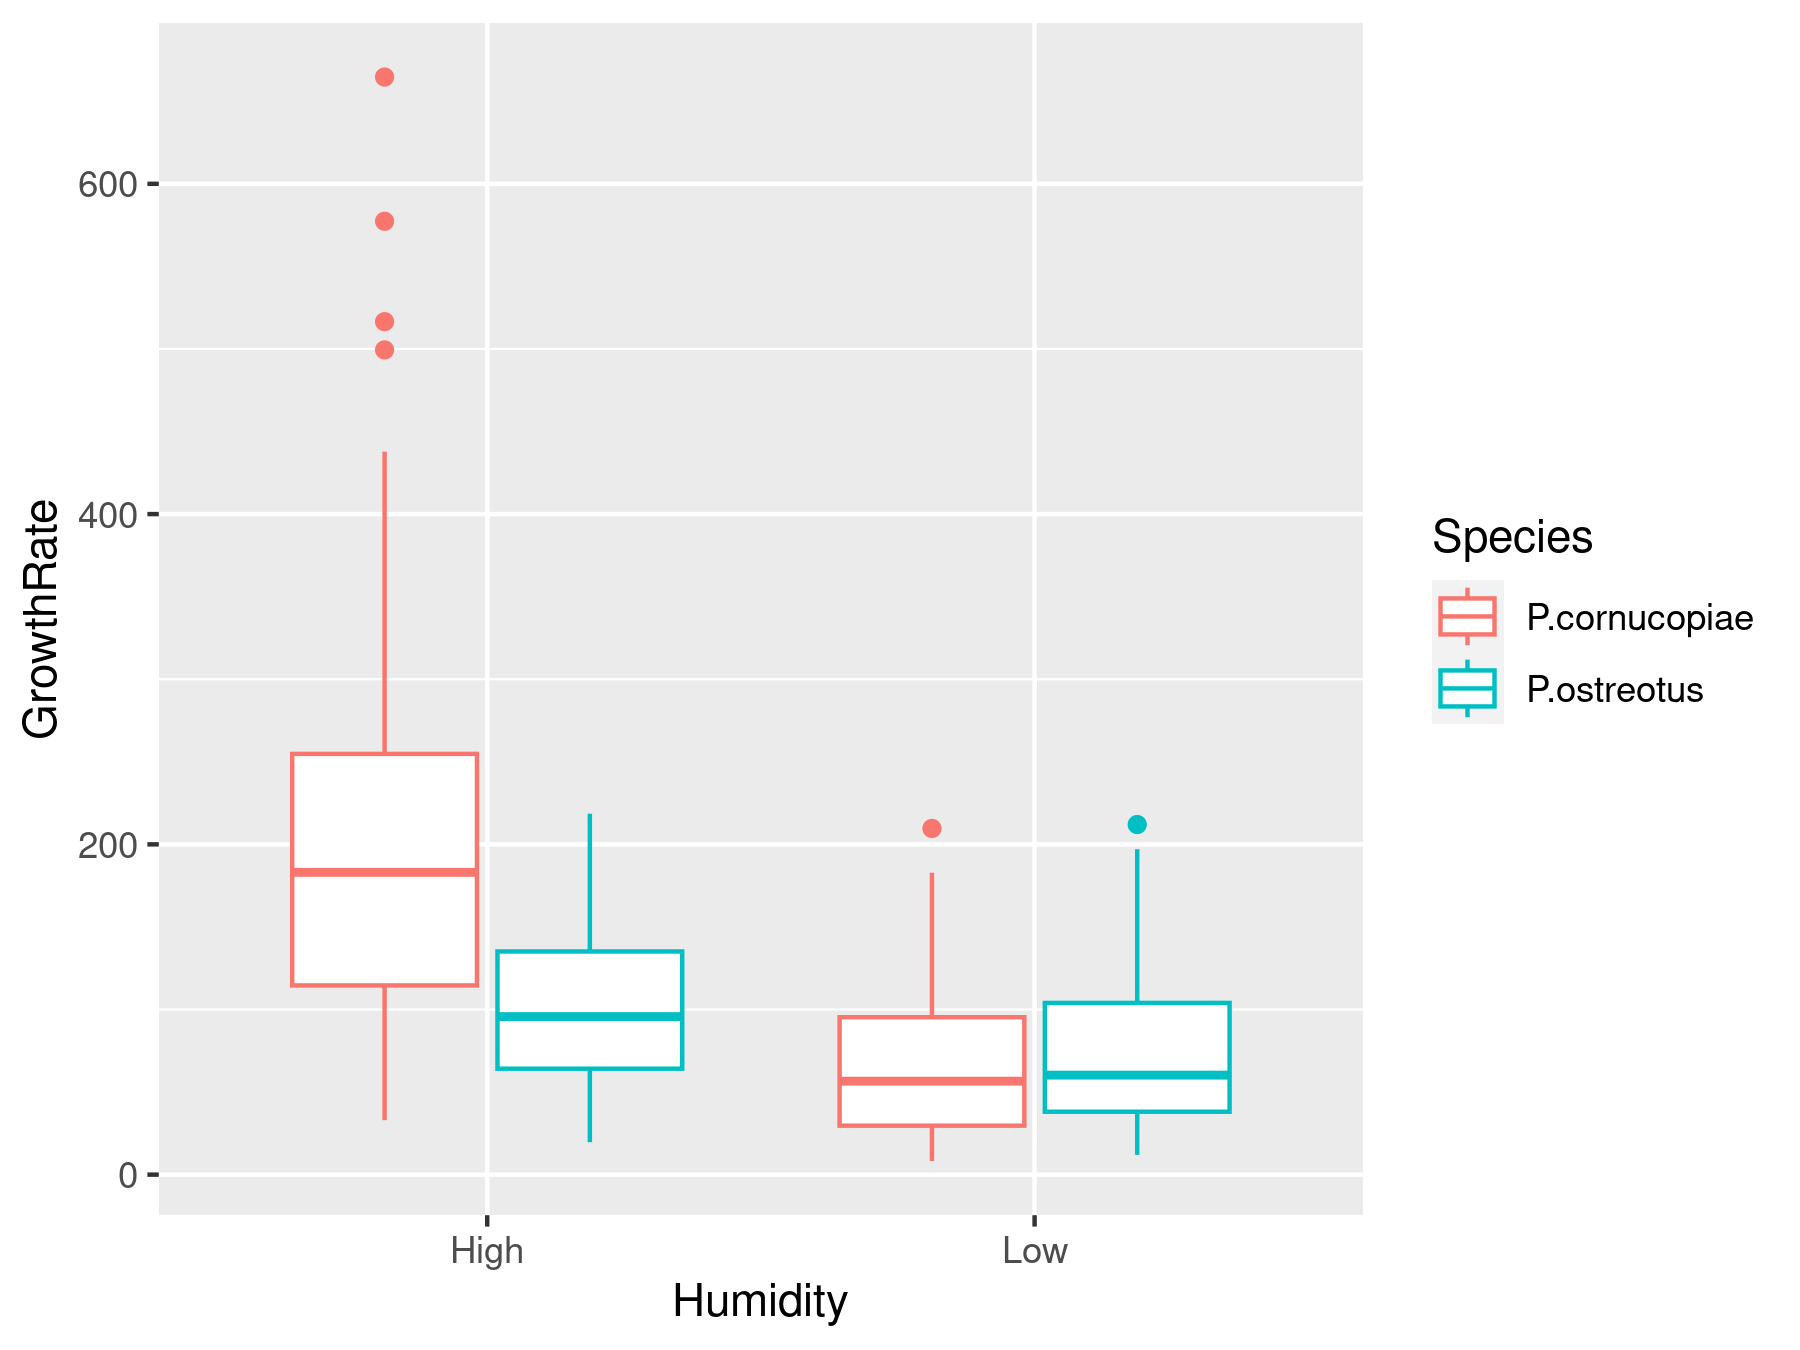 GrowthRate
600
400
200
0
High
Low
Humidity
Species
P.cornucopiae
P.ostreotus